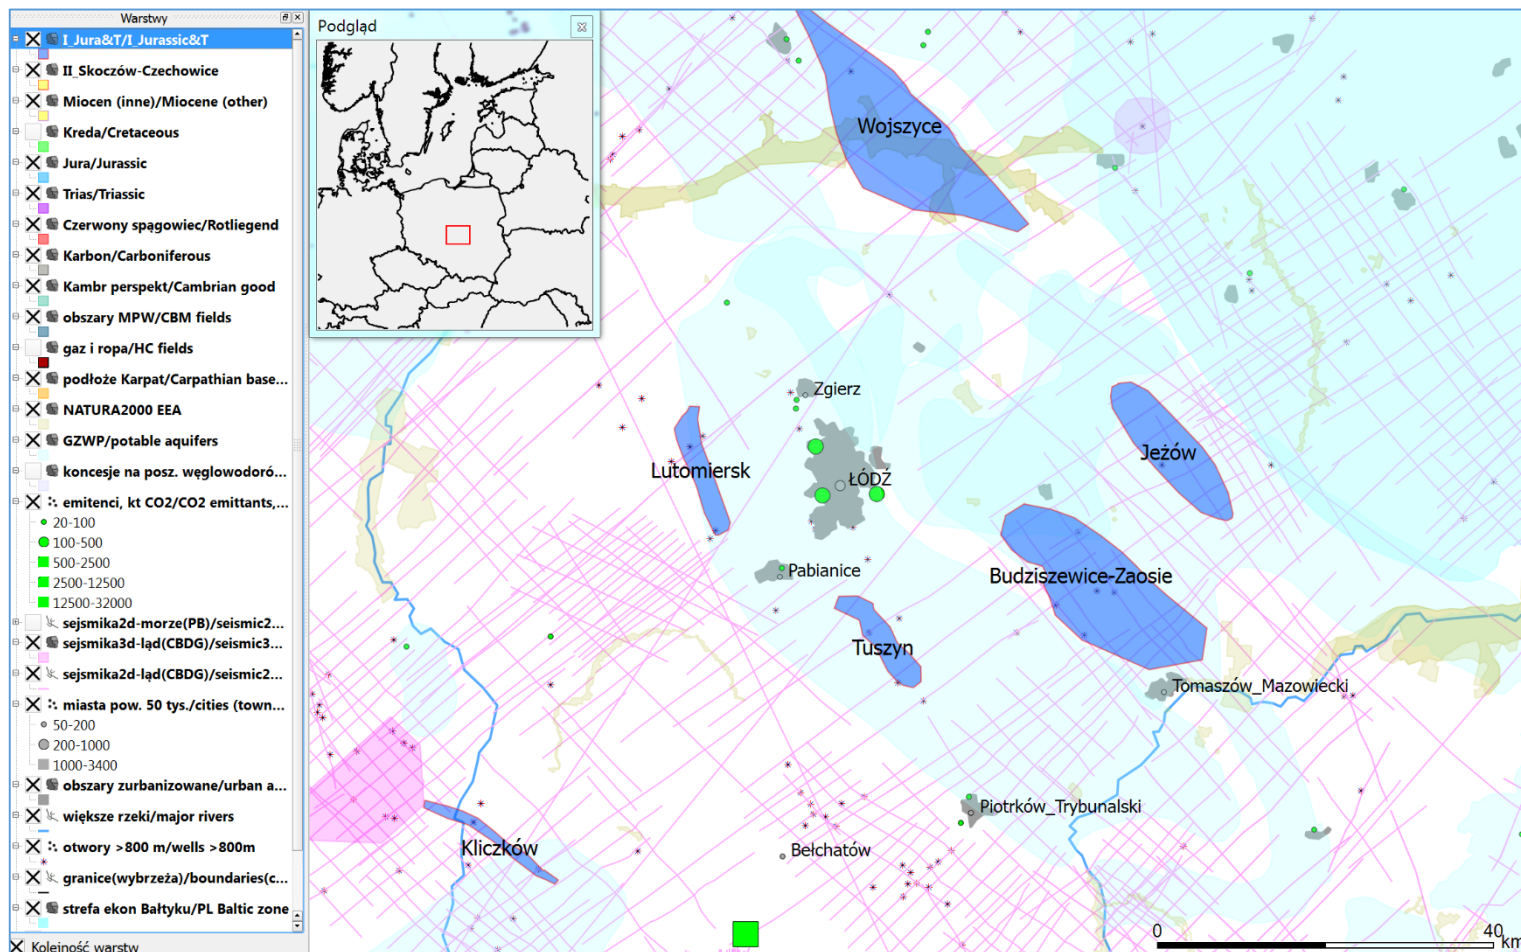 Warstwy
I_Jura&T/I_Jurassic&T
II_Skoczów-Czechowice
Miocen (inne)/Miocene (other)
Kreda/Cretaceous
Jura/Jurassic
Trias/Triassic
Czerwony spągowiec/Rotliegend
Karbon/Carboniferous
Kambr perspekt/Cambrian good
obszary MPW/CBM fields
gaz i ropa/HC fields
podłoże Karpat/Carpathian base...
NATURA2000 EEA
GZWP/potable aquifers
koncesje na posz. węglowodoró...
emitenci, kt CO2/CO2 emittants,...
20-100
100-500
500-2500
2500-12500
12500-32000
sejsmika2d-morze(PB)/seismic2...
sejsmika3d-ląd(CBDG)/seismic3...
sejsmika2d-ląd(CBDG)/seismic2...
miasta pow. 50 tys./cities (town...
50-200
200-1000
1000-3400
obszary zurbanizowane/urban a...
większe rzeki/major rivers
otwory >800 m/wells >800m
granice(wybrzeża)/boundaries(c...
strefa ekon Bałtyku/PL Baltic zone
Kolejność warstw
Podgląd
Wojszyce
Zgierz
Lutomiersk
ŁÓDŹ
Jeżów
Pabianice
Budziszewice-Zaosie
Tuszyn
Tomaszów_Mazowiecki
Piotrków_Trybunalski
Kliczków
Bełchatów
0 40
km